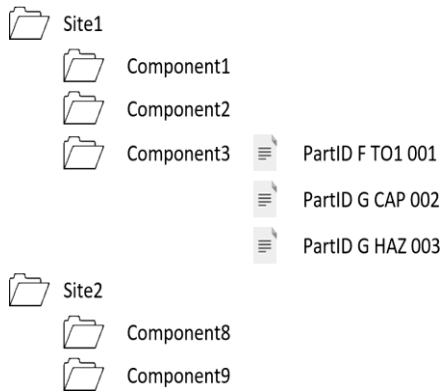 Site1
Component1
Component2
Component3 PartID F TO1 001
PartID G CAP 002
PartID G HAZ 003
Site2
Component8
Component9